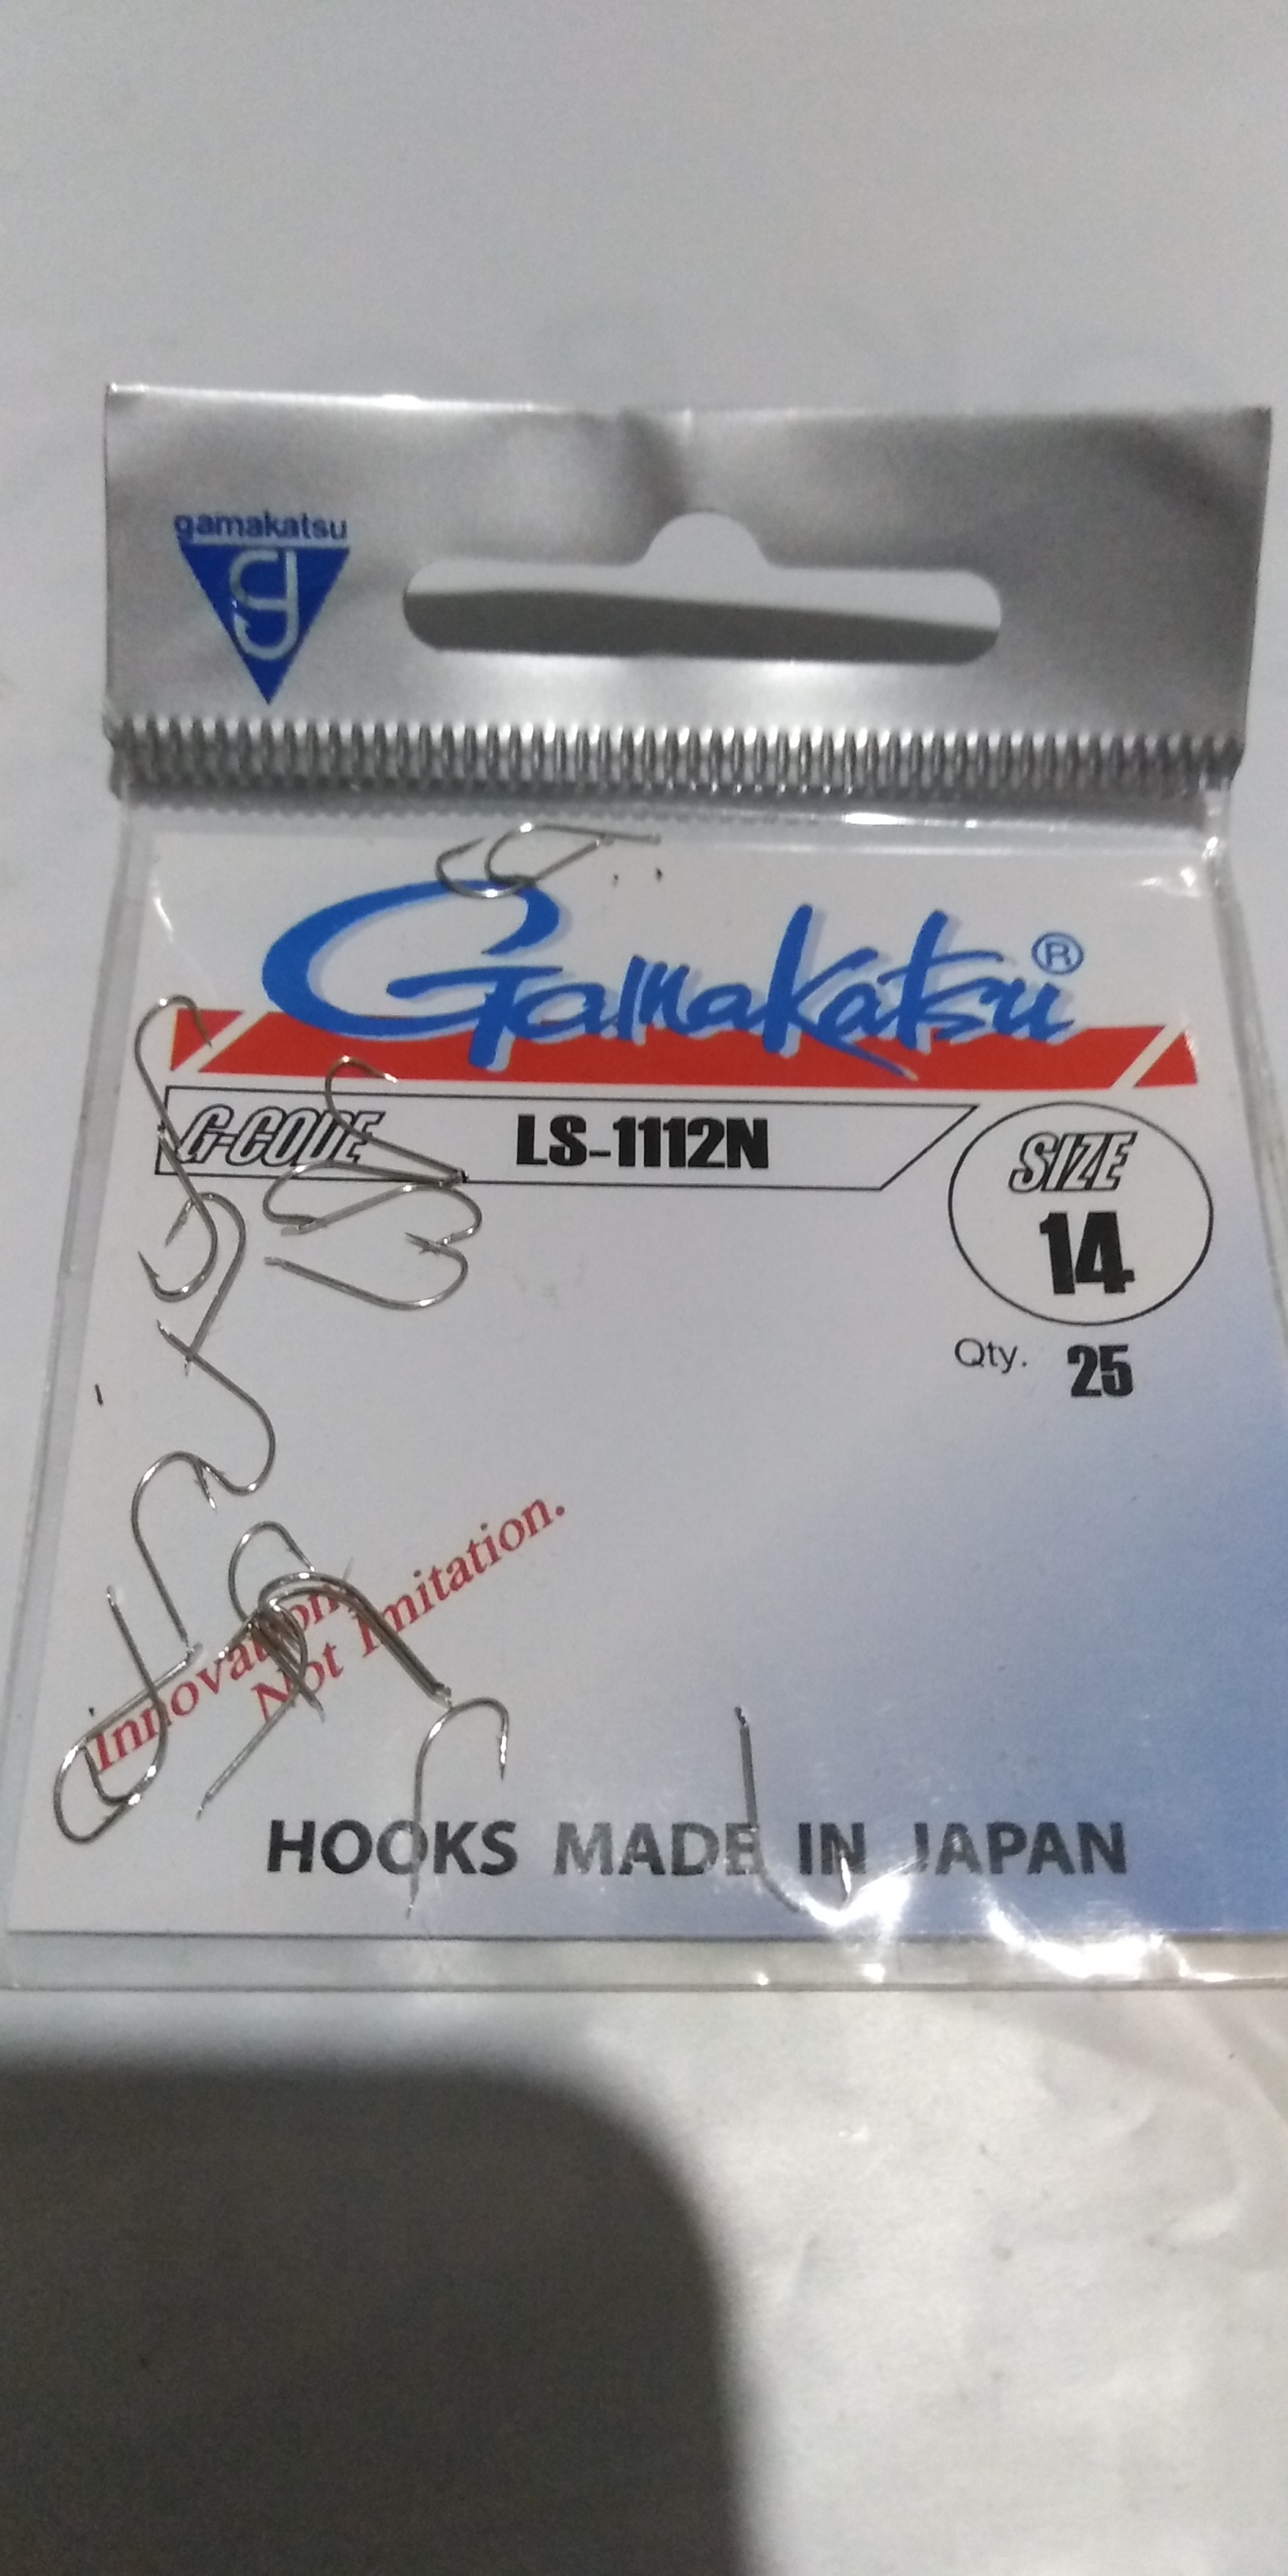 gamakatsu
Gamakatsu®
G-CODE LS-1112N
SIZE
14
Qty. 25
Innovation,
Not Imitation.
HOOKS MADE IN JAPAN